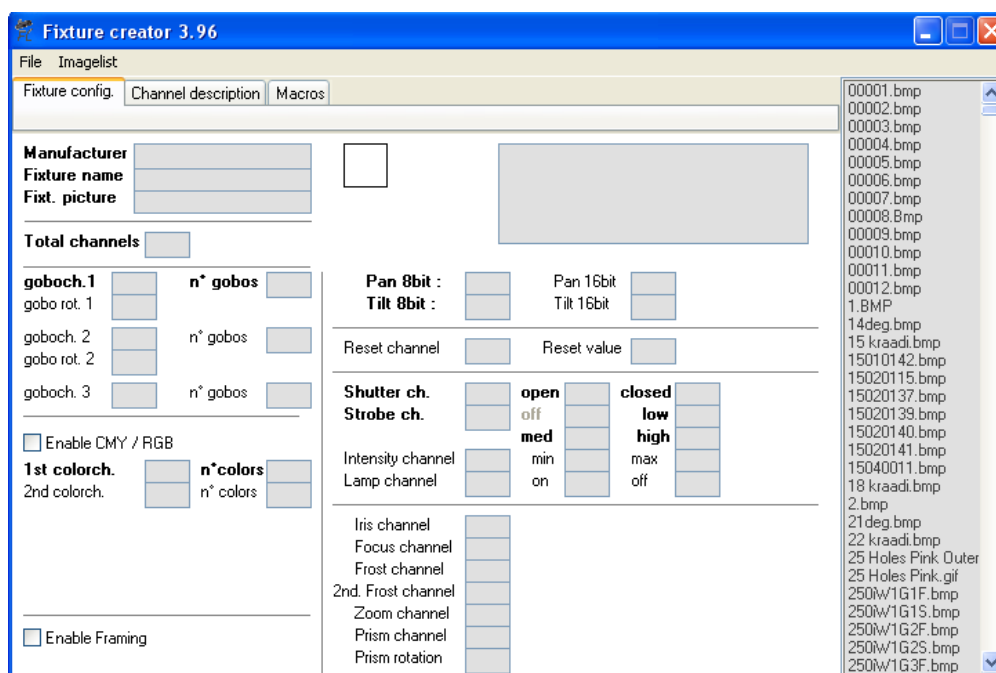 Fixture creator 3.96
File Imagelist
Fixture config. Channel description Macros
Manufacturer
Fixture name
Fixt. picture
Total channels
goboch.1 n° gobos
gobo rot. 1
goboch. 2 n° gobos
gobo rot. 2
goboch. 3 n° gobos
Enable CMY / RGB
1st colorch. n°colors
2nd colorch. n° colors
Enable Framing
Pan 8bit : Pan 16bit
Tilt 8bit : Tilt 16bit
Reset channel Reset value
Shutter ch. open closed
Strobe ch. off low
med high
Intensity channel min max
Lamp channel on off
Iris channel
Focus channel
Frost channel
2nd. Frost channel
Zoom channel
Prism channel
Prism rotation
00001.bmp
00002.bmp
00003.bmp
00004.bmp
00005.bmp
00006.bmp
00007.bmp
00008.Bmp
00009.bmp
00010.bmp
00011.bmp
00012.bmp
1.BMP
14deg.bmp
15 kraadi.bmp
15010142.bmp
15020115.bmp
15020137.bmp
15020139.bmp
15020140.bmp
15020141.bmp
15040011.bmp
18 kraadi.bmp
2.bmp
21deg.bmp
22 kraadi.bmp
25 Holes Pink Outer
25 Holes Pink.gif
250iW1G1F.bmp
250iW1G1S.bmp
250iW1G2F.bmp
250iW1G2S.bmp
250iW1G3F.bmp